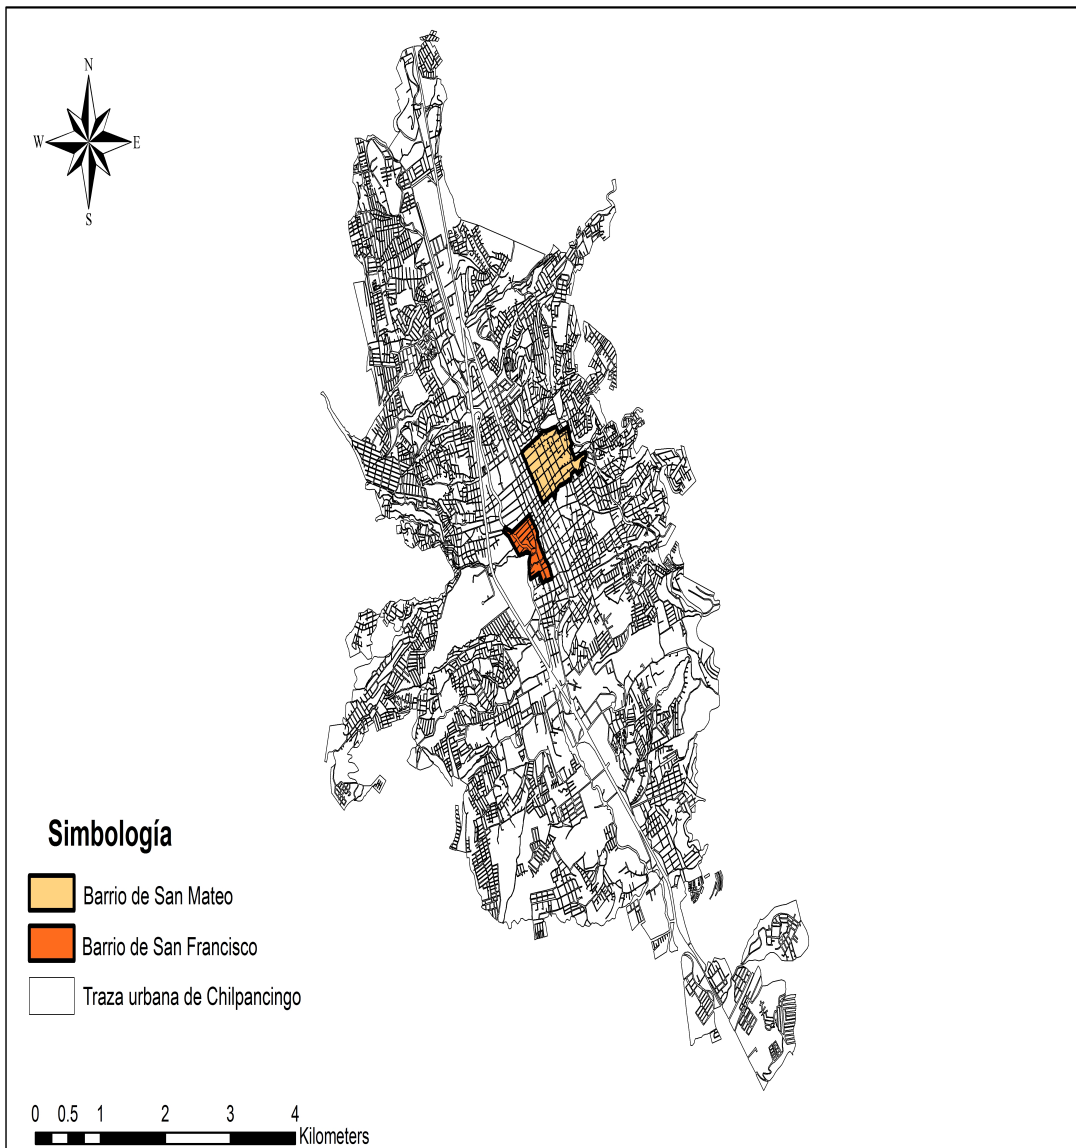 N
W E
S
Simbología
Barrio de San Mateo
Barrio de San Francisco
Traza urbana de Chilpancingo
0 0.5 1 2 3 4
Kilometers